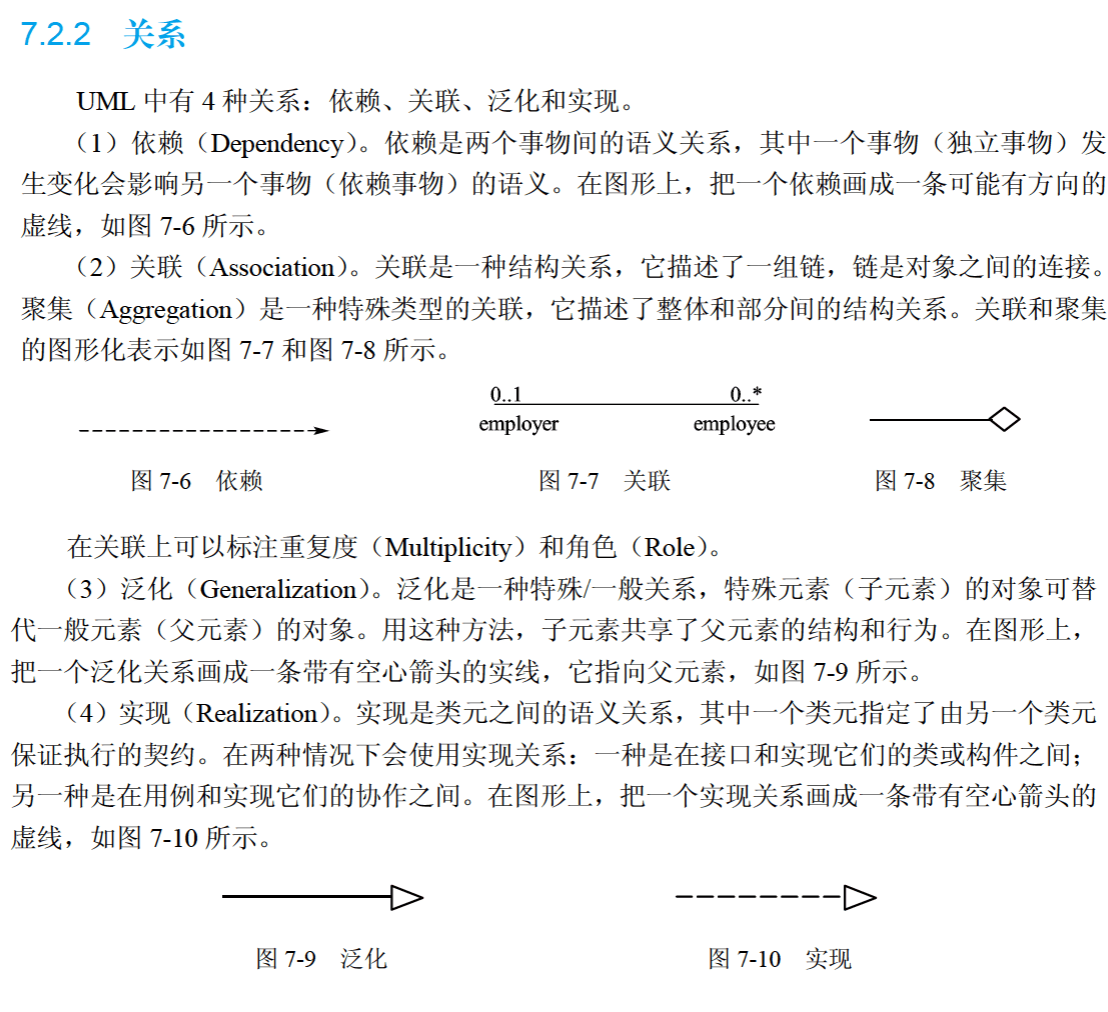 7.2.2 关系
UML 中有 4 种关系：依赖、关联、泛化和实现。
（1）依赖（Dependency）。依赖是两个事物间的语义关系，其中一个事物（独立事物）发
生变化会影响另一个事物（依赖事物）的语义。在图形上，把一个依赖画成一条可能有方向的
虚线，如图 7-6 所示。
（2）关联（Association）。关联是一种结构关系，它描述了一组链，链是对象之间的连接。
聚集（Aggregation）是一种特殊类型的关联，它描述了整体和部分间的结构关系。关联和聚集
的图形化表示如图 7-7 和图 7-8 所示。
0..1 0..*
employer employee
图 7-6 依赖 图 7-7 关联 图 7-8 聚集
在关联上可以标注重复度（Multiplicity）和角色（Role）。
（3）泛化（Generalization）。泛化是一种特殊/一般关系，特殊元素（子元素）的对象可替
代一般元素（父元素）的对象。用这种方法，子元素共享了父元素的结构和行为。在图形上，
把一个泛化关系画成一条带有空心箭头的实线，它指向父元素，如图 7-9 所示。
（4）实现（Realization）。实现是类元之间的语义关系，其中一个类元指定了由另一个类元
保证执行的契约。在两种情况下会使用实现关系：一种是在接口和实现它们的类或构件之间；
另一种是在用例和实现它们的协作之间。在图形上，把一个实现关系画成一条带有空心箭头的
虚线，如图 7-10 所示。
图 7-9 泛化 图 7-10 实现